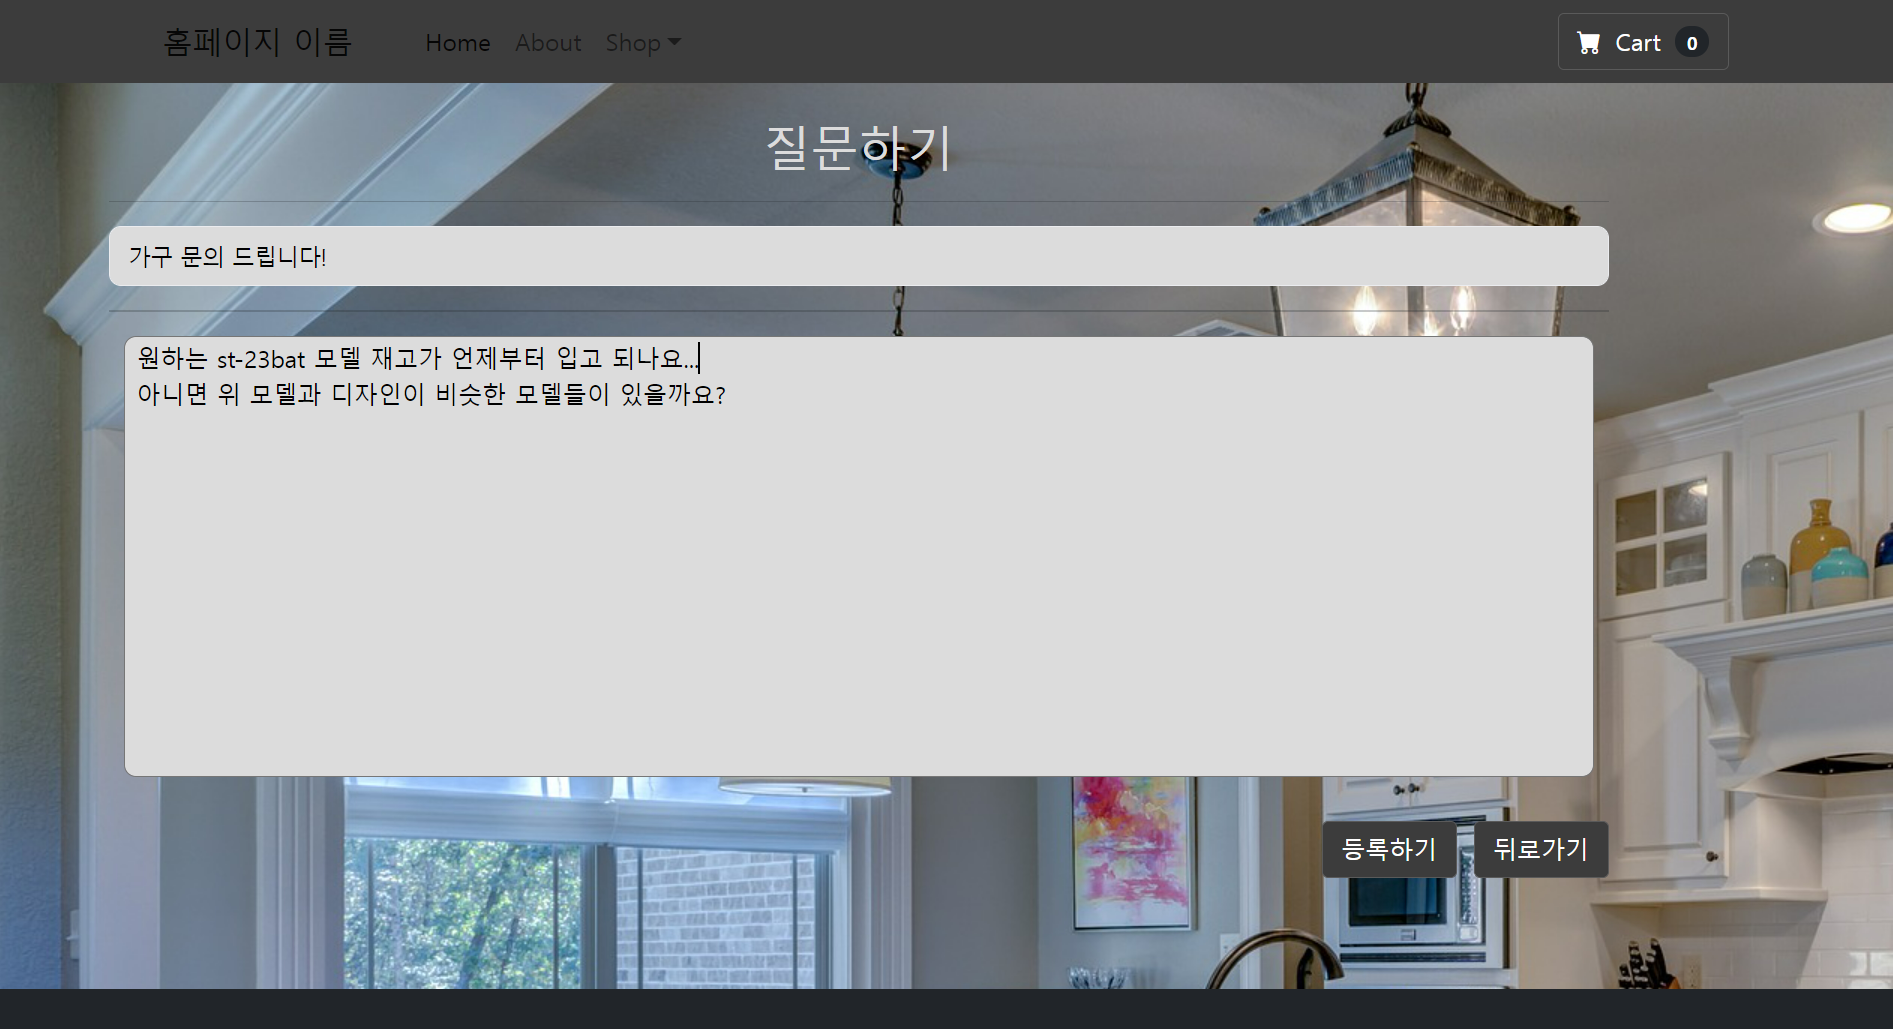 홈페이지 이름 Home About Shop Cart 0
질문하기
가구 문의 드립니다!
원하는 st-23bat 모델 재고가 언제부터 입고 되나요...
아니면 위 모델과 디자인이 비슷한 모델들이 있을까요?
등록하기 뒤로가기